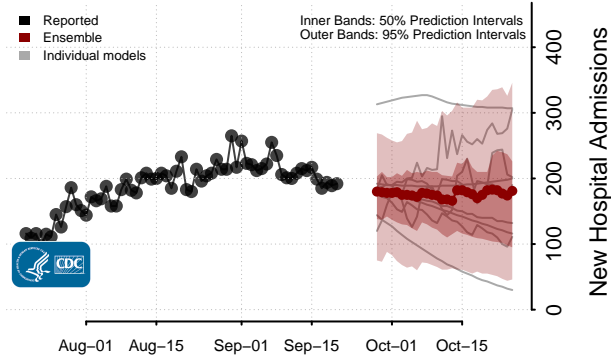 Reported
Ensemble
Individual models
Inner Bands: 50% Prediction Intervals
Outer Bands: 95% Prediction Intervals
400
300
200
100
0
New Hospital Admissions
CDC
Aug−01
Aug−15
Sep−01
Sep−15
Oct−01
Oct−15